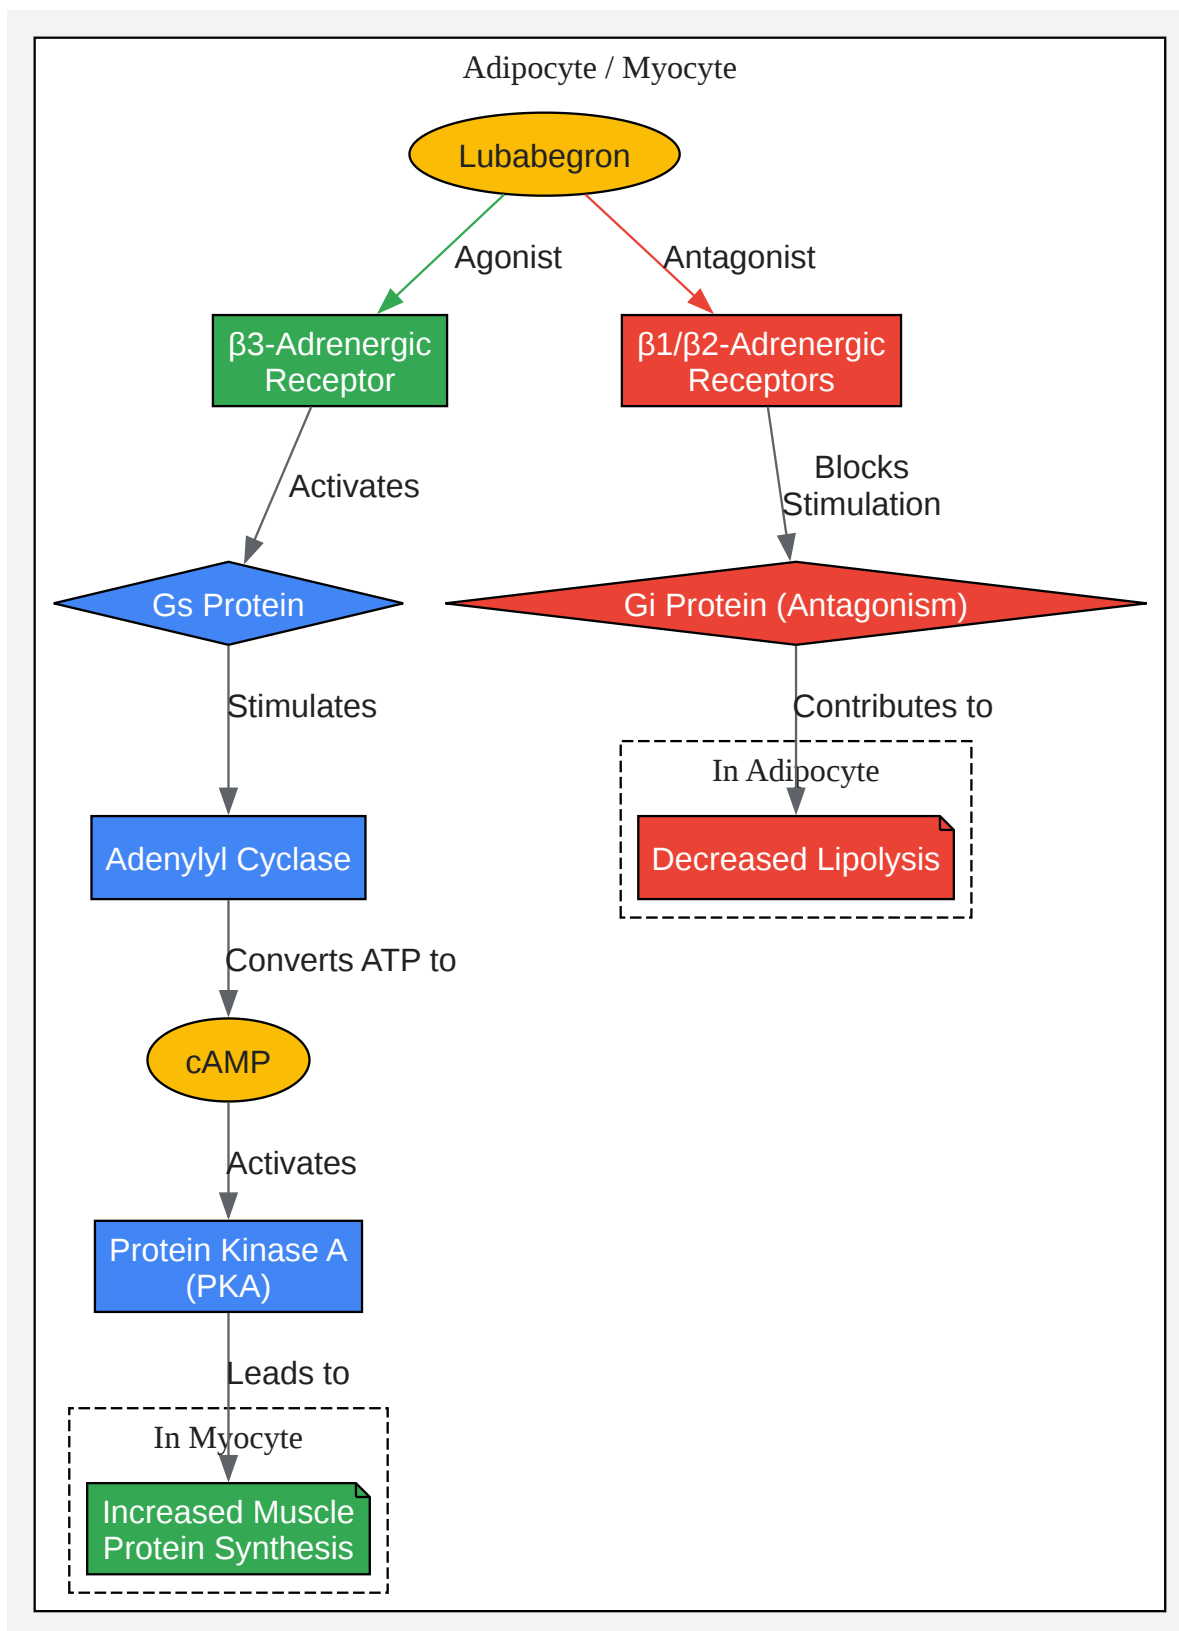 Adipocyte / Myocyte
Lubabegron
Agonist
Antagonist
β3-Adrenergic
Receptor
β1/β2-Adrenergic
Receptors
Activates
Blocks
Stimulation
Gs Protein
Gi Protein (Antagonism)
Stimulates
Contributes to
In Adipocyte
Adenylyl Cyclase
Decreased Lipolysis
Converts ATP to
cAMP
Activates
Protein Kinase A
(PKA)
Leads to
In Myocyte
Increased Muscle
Protein Synthesis